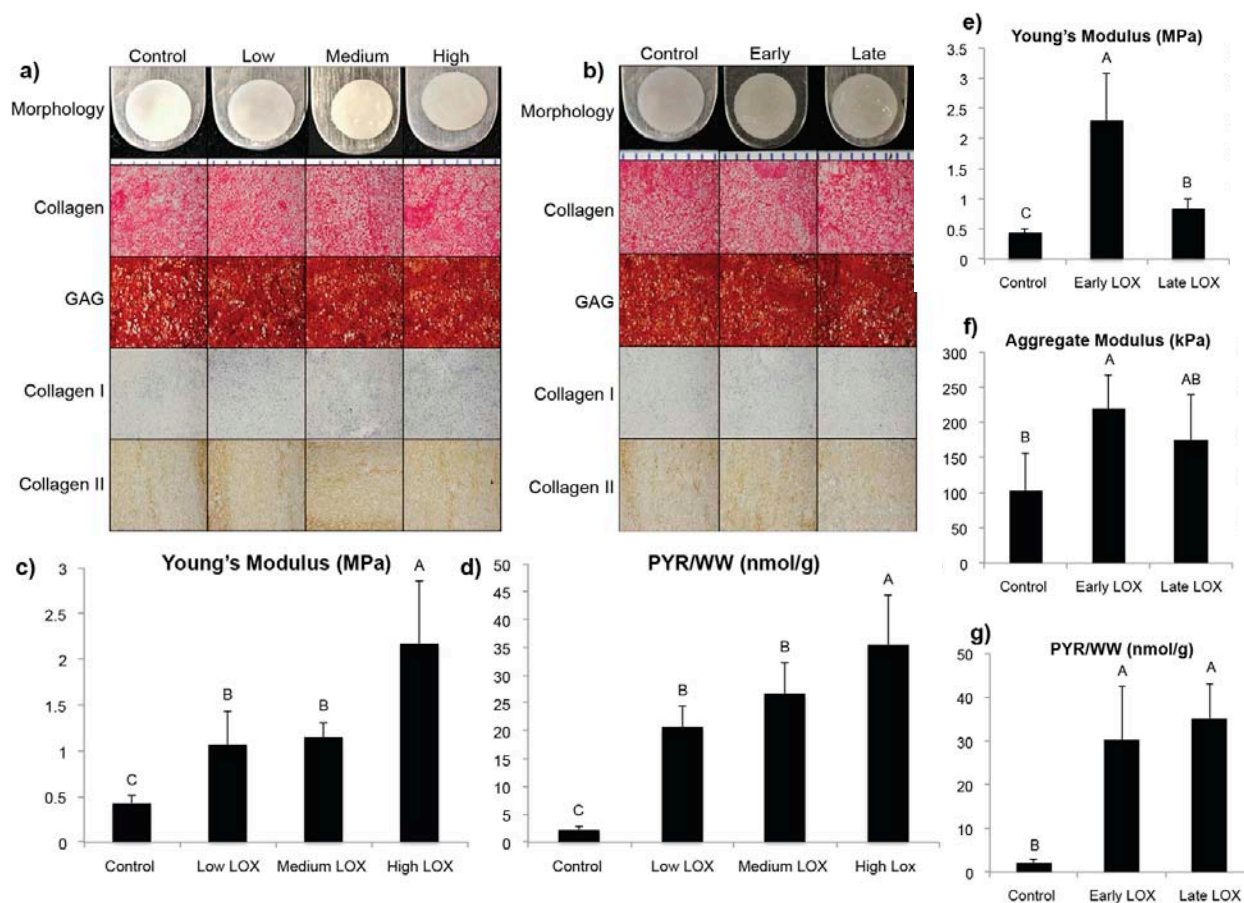 a)
Control Low Medium High
Morphology
Collagen
GAG
Collagen I
Collagen II
b)
Control Early Late
Morphology
Collagen
GAG
Collagen I
Collagen II
c)
Young's Modulus (MPa)
3
2.5
2
1.5
1
0.5
0
A
B
B
C
Control Low LOX Medium LOX High LOX
d)
PYR/WW (nmol/g)
50
45
40
35
30
25
20
15
10
5
0
A
B
B
C
Control Low LOX Medium LOX High Lox
e)
Young's Modulus (MPa)
3.5
3
2.5
2
1.5
1
0.5
0
A
B
C
Control Early LOX Late LOX
f)
Aggregate Modulus (kPa)
300
250
200
150
100
50
0
A
AB
B
Control Early LOX Late LOX
g)
PYR/WW (nmol/g)
50
40
30
20
10
0
A
A
B
Control Early LOX Late LOX